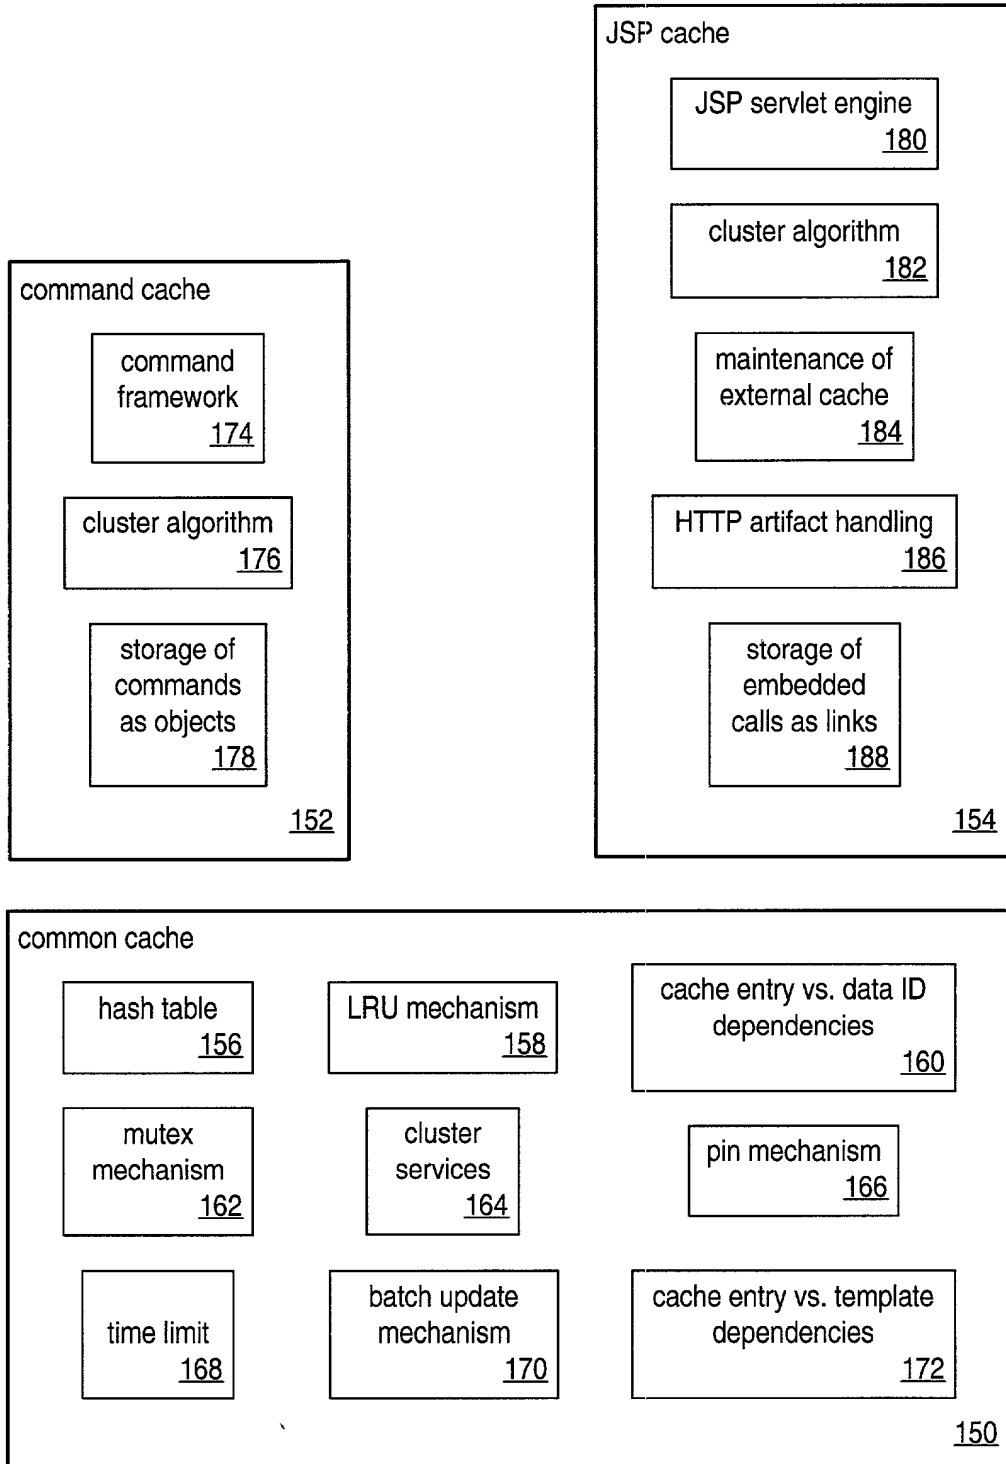 JSP cache
JSP servlet engine
180
cluster algorithm
182
maintenance of
external cache
184
HTTP artifact handling
186
storage of
embedded
calls as links
188
154
command cache
command
framework
174
cluster algorithm
176
storage of
commands
as objects
178
152
common cache
hash table
156
LRU mechanism
158
cache entry vs. data ID
dependencies
160
mutex
mechanism
162
cluster
services
164
pin mechanism
166
time limit
168
batch update
mechanism
170
cache entry vs. template
dependencies
172
150